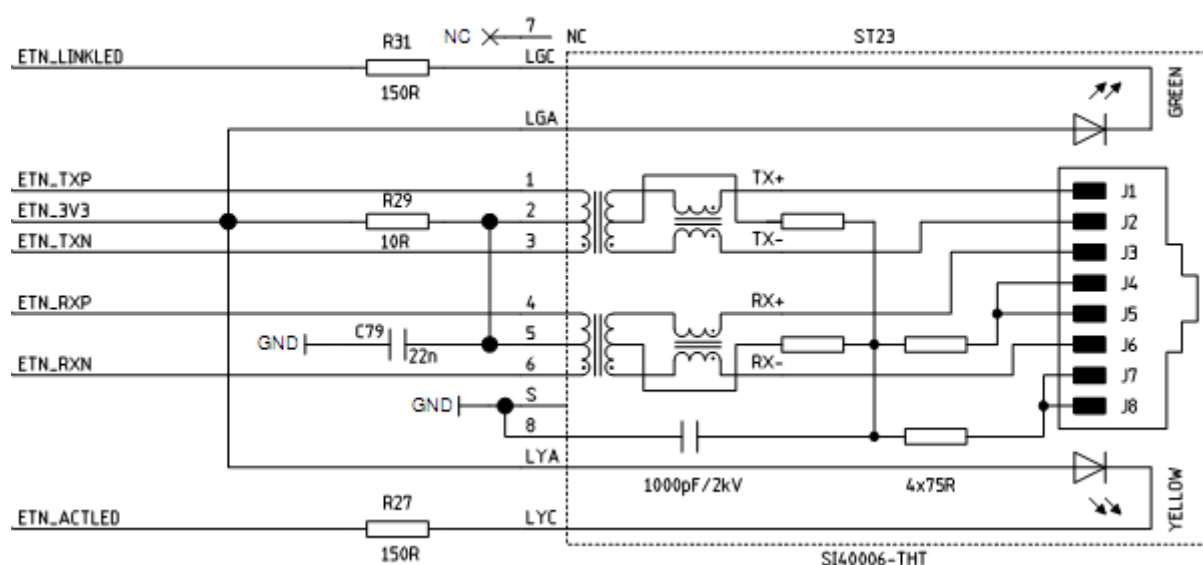 NC 7 NC ST23
ETN_LINKLED R31 LGC
150R
GREEN
LGA
ETN_TXP 1 TX+ J1
ETN_3V3 R29 2 J2
ETN_TXN 10R 3 TX- J3
J4
ETN_RXP 4 RX+ J5
GND C79 22n 5 J6
ETN_RXN 6 RX- J7
GND S J8
8
LYA
1000pF/2kV 4x75R
R27
ETN_ACTLED LYC
150R
YELLOW
SI40006-THT